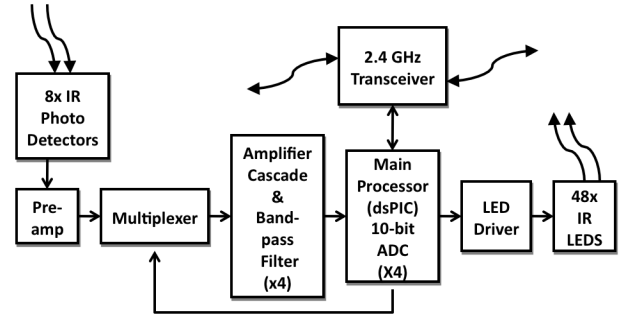 8x IR
Photo
Detectors
2.4 GHz
Transceiver
Pre-
amp
Multiplexer
Amplifier
Cascade
&
Band-
pass
Filter
(x4)
Main
Processor
(dsPIC)
10-bit
ADC
(X4)
LED
Driver
48x
IR
LEDS